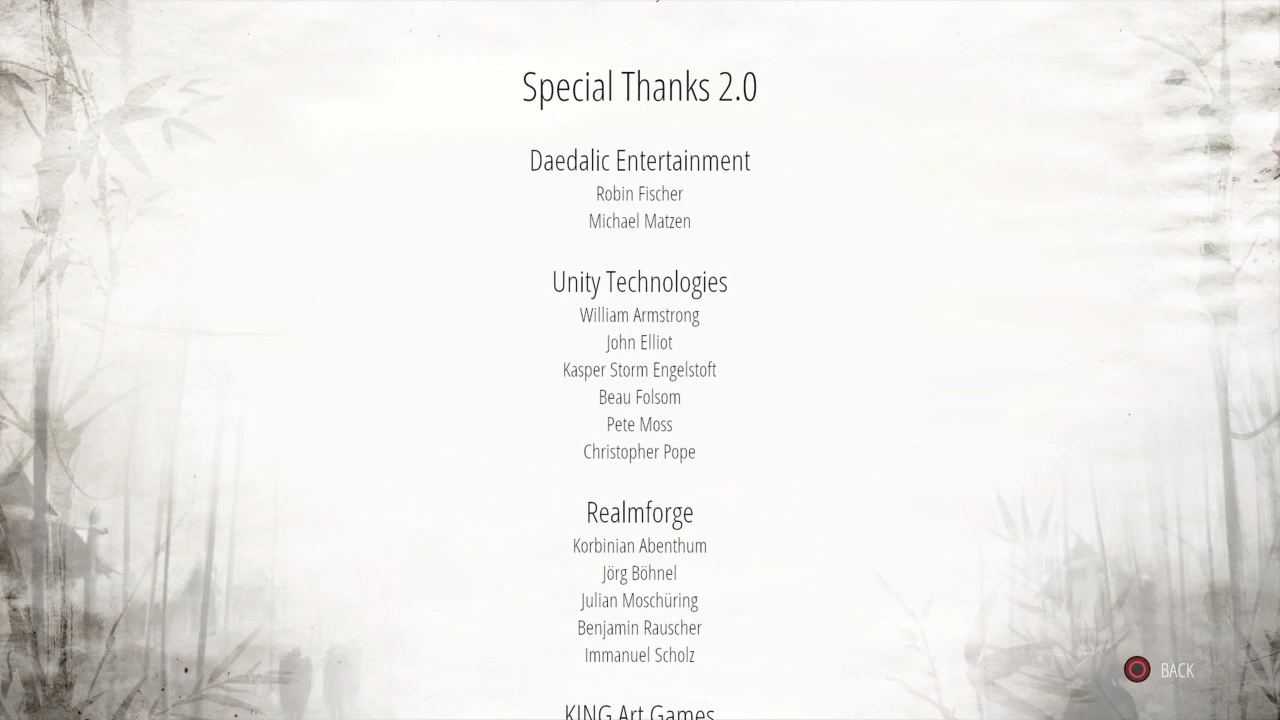 Special Thanks 2.0
Daedalic Entertainment
Robin Fischer
Michael Matzen
Unity Technologies
William Armstrong
John Elliot
Kasper Storm Engelstoft
Beau Folsom
Pete Moss
Christopher Pope
Realmforge
Korbinian Abenthum
Jörg Böhnel
Julian Moschüring
Benjamin Rauscher
Immanuel Scholz
BACK
KING Art Games